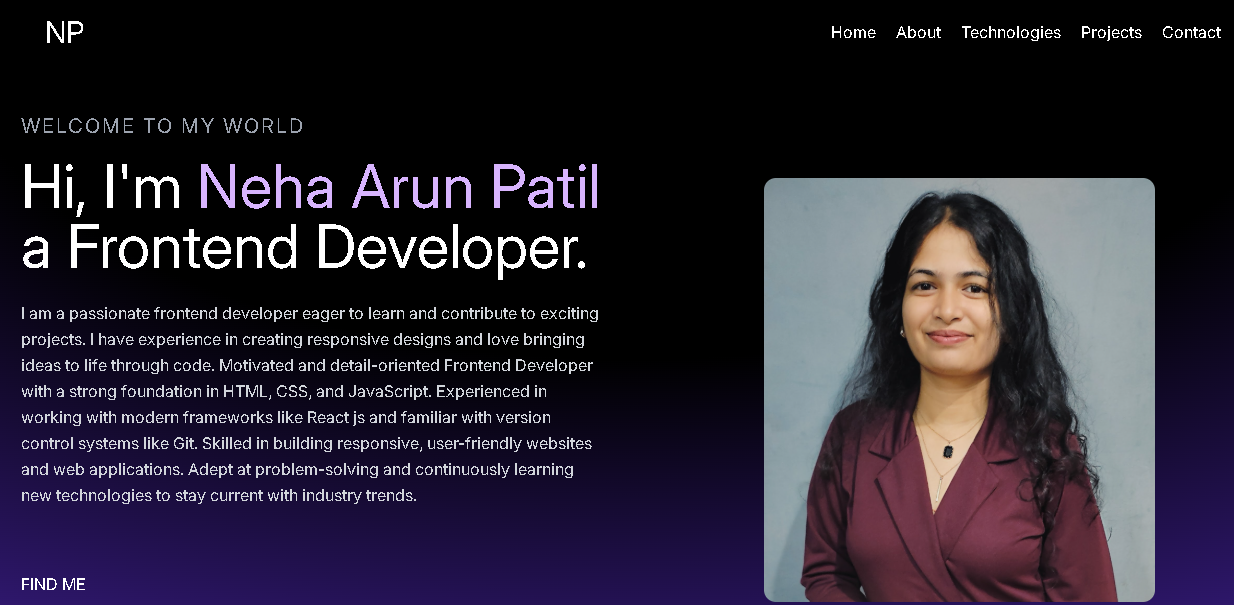 NP
Home About Technologies Projects Contact
WELCOME TO MY WORLD
Hi, I'm Neha Arun Patil
a Frontend Developer.
I am a passionate frontend developer eager to learn and contribute to exciting
projects. I have experience in creating responsive designs and love bringing
ideas to life through code. Motivated and detail-oriented Frontend Developer
with a strong foundation in HTML, CSS, and JavaScript. Experienced in
working with modern frameworks like React js and familiar with version
control systems like Git. Skilled in building responsive, user-friendly websites
and web applications. Adept at problem-solving and continuously learning
new technologies to stay current with industry trends.
FIND ME